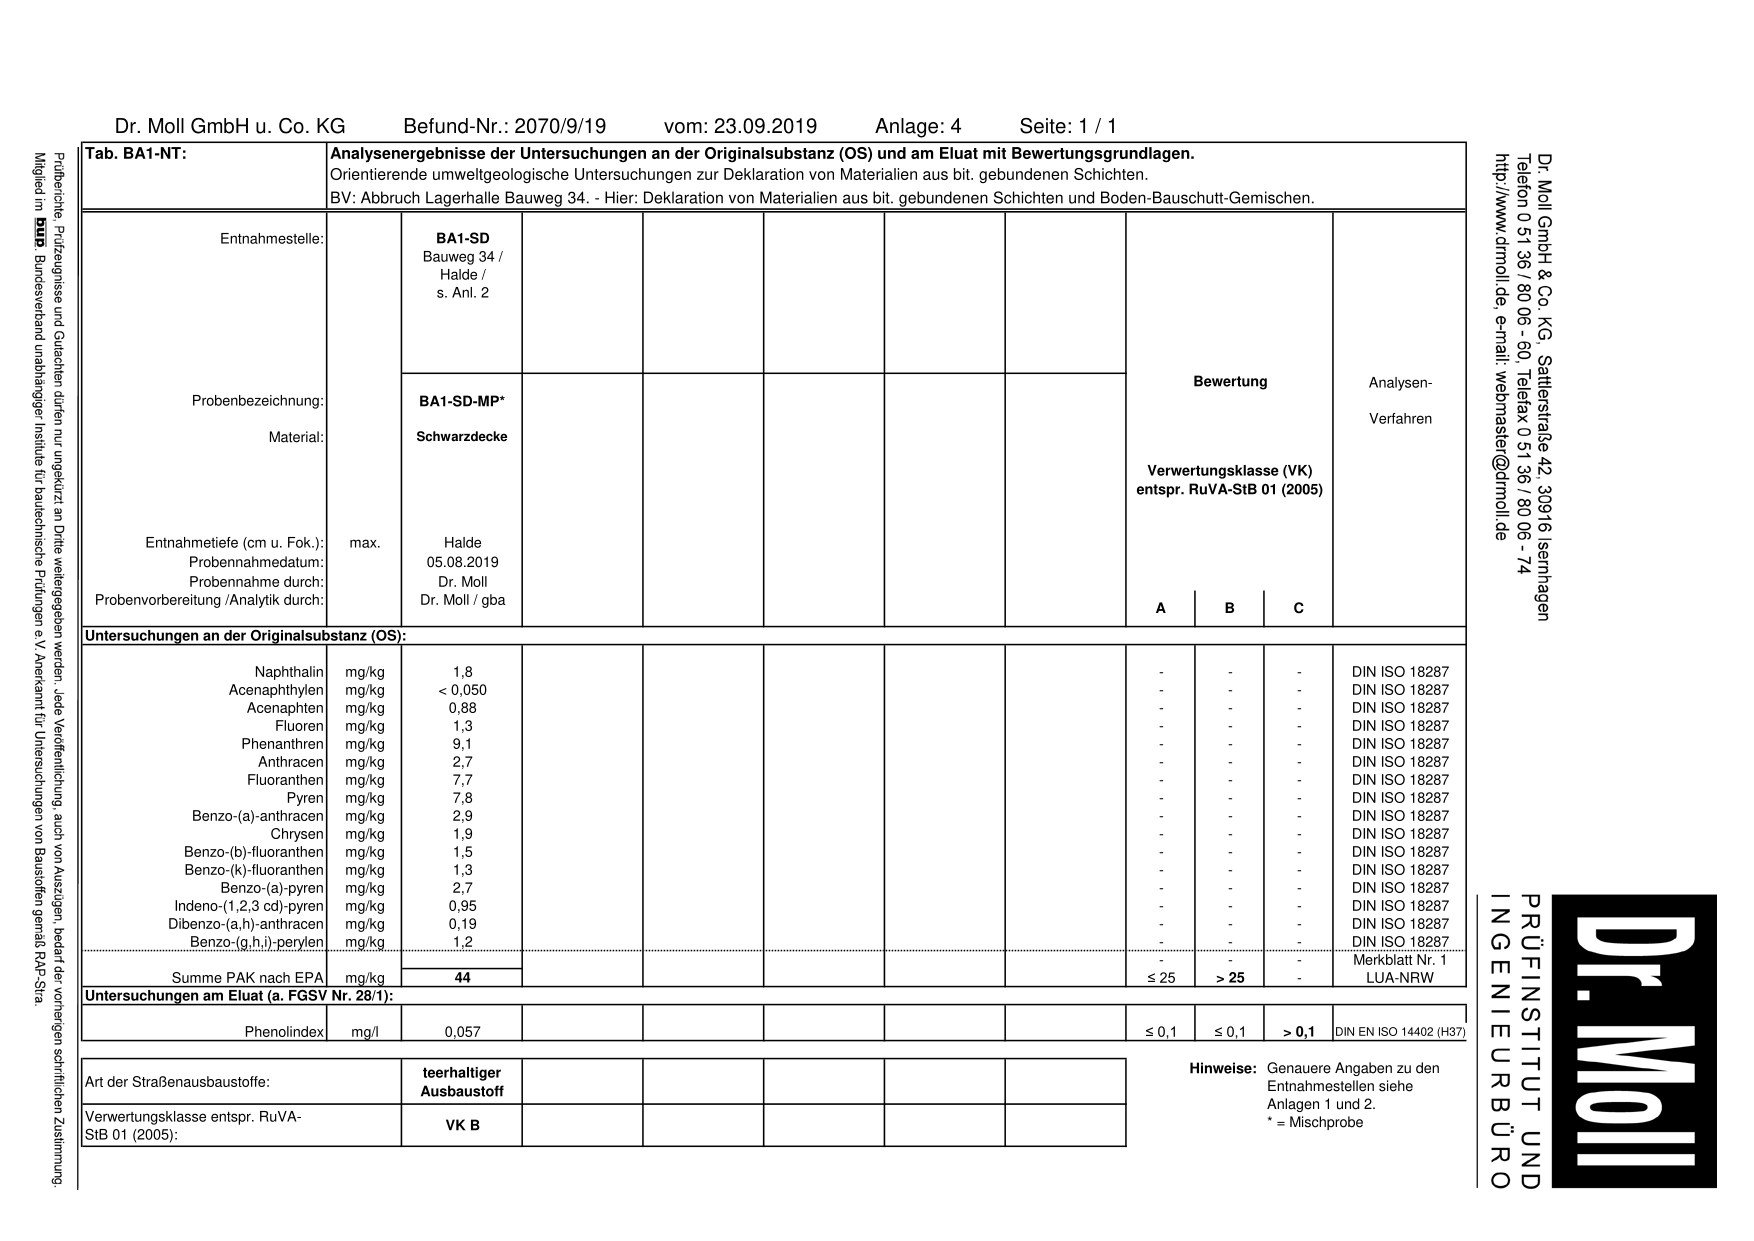 Dr. Moll GmbH u. Co. KG Befund-Nr.: 2070/9/19 vom: 23.09.2019 Anlage: 4 Seite: 1 / 1
Tab. BA1-NT: Analysenergebnisse der Untersuchungen an der Originalsubstanz (OS) und am Eluat mit Bewertungsgrundlagen.
Orientierende umweltgeologische Untersuchungen zur Deklaration von Materialien aus bit. gebundenen Schichten.
BV: Abbruch Lagerhalle Bauweg 34. - Hier: Deklaration von Materialien aus bit. gebundenen Schichten und Boden-Bauschutt-Gemischen.
Entnahmestelle: BA1-SD
Bauweg 34 /
Halde /
s. Anl. 2
Bewertung Analysen-
Probenbezeichnung: BA1-SD-MP*
Verfahren
Material: Schwarzdecke
Verwertungsklasse (VK)
entspr. RuVA-StB 01 (2005)
Entnahmetiefe (cm u. Fok.): max. Halde
Probennahmedatum: 05.08.2019
Probennahme durch: Dr. Moll
Probenvorbereitung /Analytik durch: Dr. Moll / gba
A B C
Untersuchungen an der Originalsubstanz (OS):
Naphthalin mg/kg 1,8 - - - DIN ISO 18287
Acenaphthylen mg/kg < 0,050 - - - DIN ISO 18287
Acenaphten mg/kg 0,88 - - - DIN ISO 18287
Fluoren mg/kg 1,3 - - - DIN ISO 18287
Phenanthren mg/kg 9,1 - - - DIN ISO 18287
Anthracen mg/kg 2,7 - - - DIN ISO 18287
Fluoranthen mg/kg 7,7 - - - DIN ISO 18287
Pyren mg/kg 7,8 - - - DIN ISO 18287
Benzo-(a)-anthracen mg/kg 2,9 - - - DIN ISO 18287
Chrysen mg/kg 1,9 - - - DIN ISO 18287
Benzo-(b)-fluoranthen mg/kg 1,5 - - - DIN ISO 18287
Benzo-(k)-fluoranthen mg/kg 1,3 - - - DIN ISO 18287
Benzo-(a)-pyren mg/kg 2,7 - - - DIN ISO 18287
Indeno-(1,2,3 cd)-pyren mg/kg 0,95 - - - DIN ISO 18287
Dibenzo-(a,h)-anthracen mg/kg 0,19 - - - DIN ISO 18287
Benzo-(g,h,i)-perylen mg/kg 1,2 - - - DIN ISO 18287
- - - Merkblatt Nr. 1
Summe PAK nach EPA mg/kg 44 ≤ 25 > 25 - LUA-NRW
Untersuchungen am Eluat (a. FGSV Nr. 28/1):
Phenolindex mg/l 0,057 ≤ 0,1 ≤ 0,1 > 0,1 DIN EN ISO 14402 (H37)
Art der Straßenausbaustoffe: teerhaltiger
Ausbaustoff
Verwertungsklasse entspr. RuVA-
StB 01 (2005): VK B
Hinweise: Genauere Angaben zu den
Entnahmestellen siehe
Anlagen 1 und 2.
* = Mischprobe
Prüfberichte, Prüfzeugnisse und Gutachten dürfen nur ungekürzt an Dritte weitergegeben werden. Jede Veröffentlichung, auch von Auszügen, bedarf der vorherigen schriftlichen Zustimmung.
Mitglied im bup. Bundesverband unabhängiger Institute für bautechnische Prüfungen e.V. Anerkannt für Untersuchungen von Baustoffen gemäß RAP-Stra.
Dr. Moll GmbH & Co. KG, Sattlerstraße 42, 30916 Isernhagen
Telefon 0 51 36 / 80 06 - 60, Telefax 0 51 36 / 80 06 - 74
http://www.drmoll.de, e-mail: webmaster@drmoll.de
Dr. Moll
PRÜFINSTITUT UND
INGENIEURBÜRO